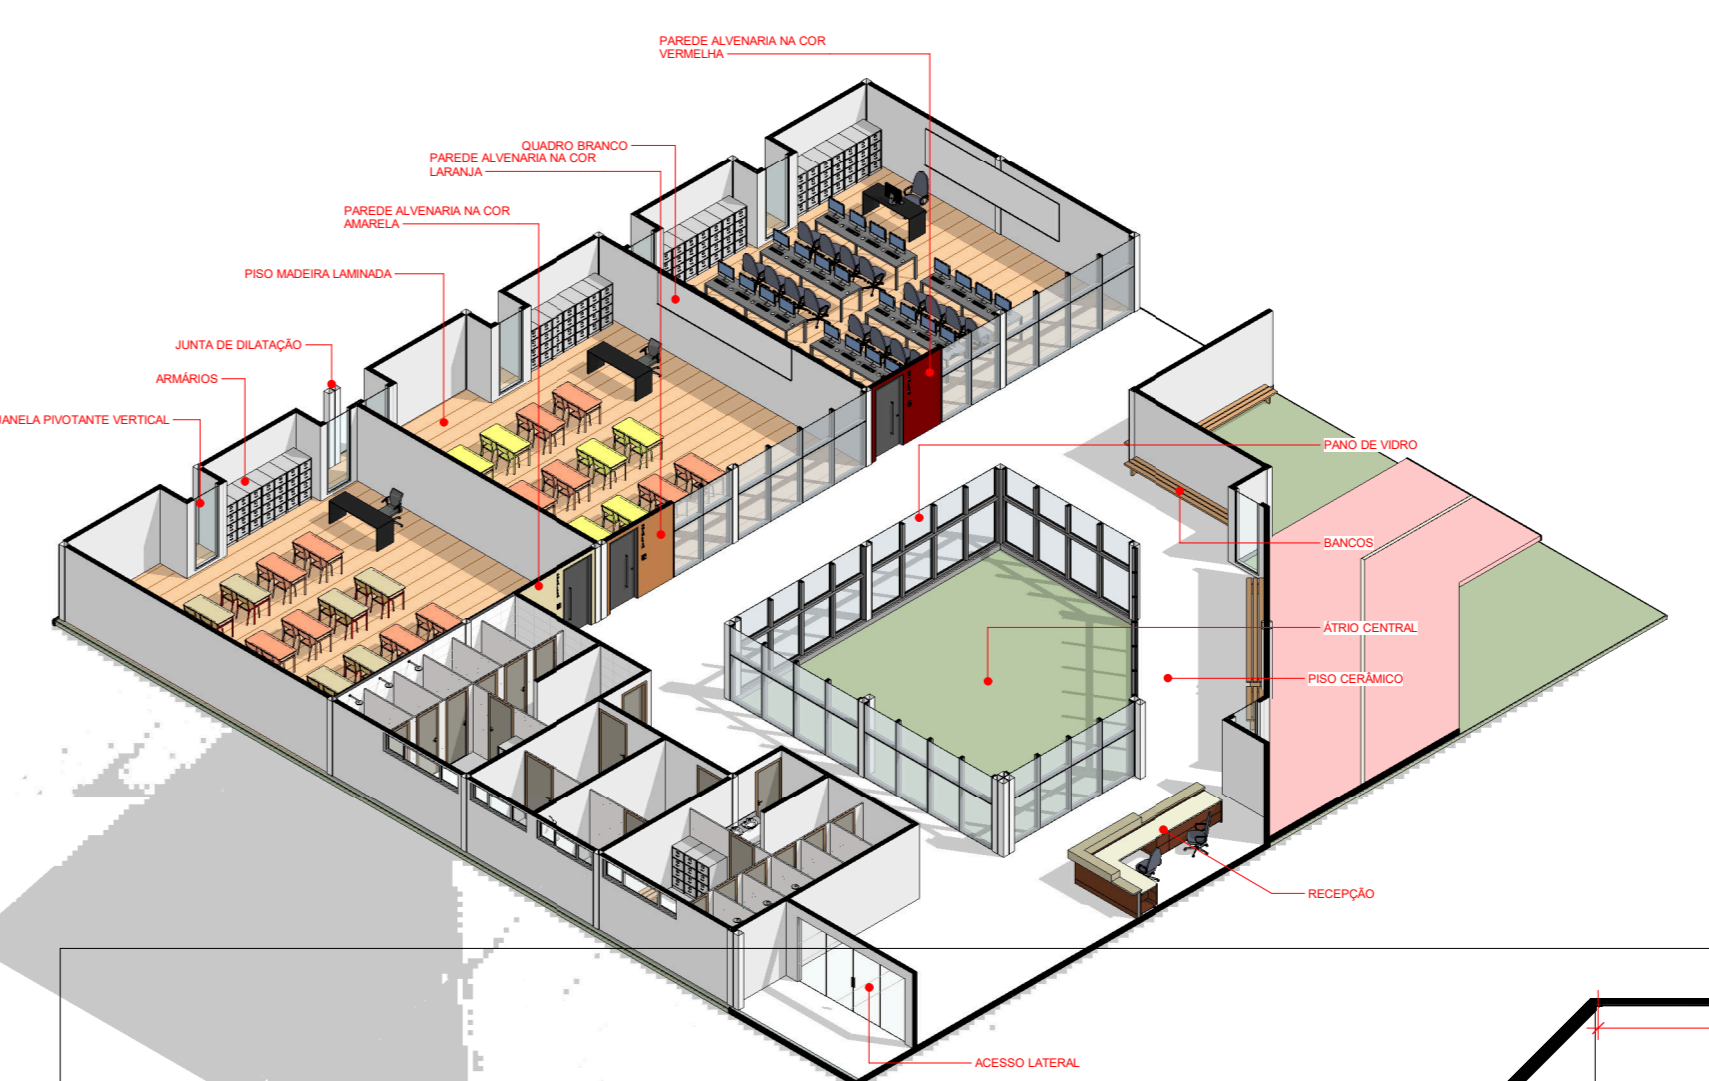 PAREDE ALVENARIA NA COR
VERMELHA
QUADRO BRANCO
PAREDE ALVENARIA NA COR
LARANJA
PAREDE ALVENARIA NA COR
AMARELA
PISO MADEIRA LAMINADA
JUNTA DE DILATAÇÃO
ARMÁRIOS
JANELA PIVOTANTE VERTICAL
PANO DE VIDRO
BANCOS
ÁTRIO CENTRAL
PISO CERÂMICO
RECEPÇÃO
ACESSO LATERAL